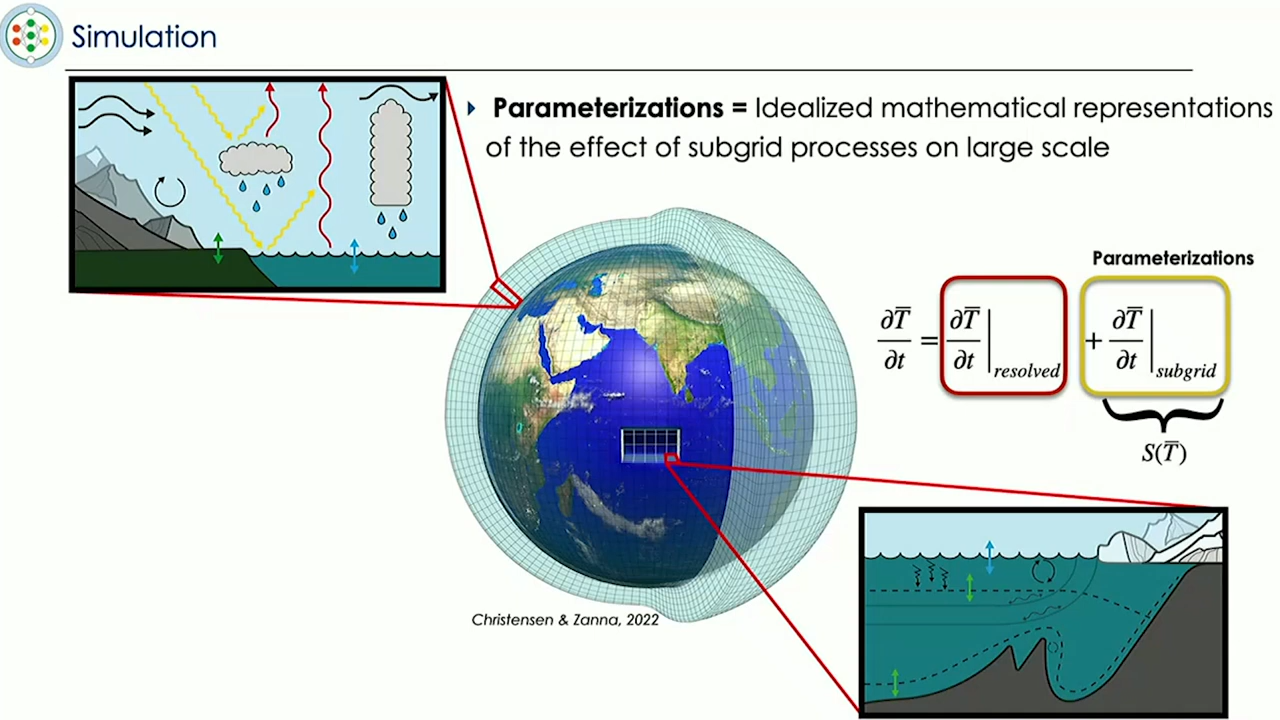 Simulation
Parameterizations = Idealized mathematical representations
of the effect of subgrid processes on large scale
Parameterizations
∂T̅/∂t = ∂T̅/∂t |resolved + ∂T̅/∂t |subgrid
S(T̅)
Christensen & Zanna, 2022